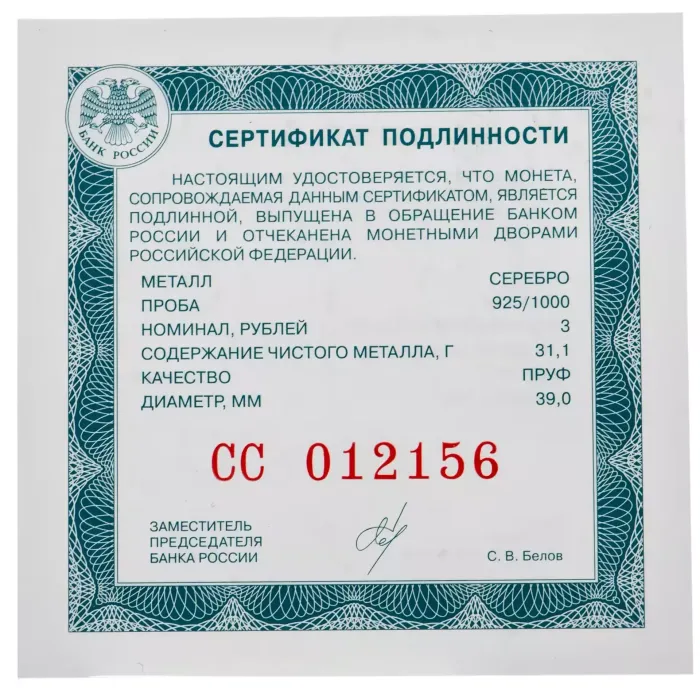 БАНК РОССИИ
СЕРТИФИКАТ ПОДЛИННОСТИ
НАСТОЯЩИМ УДОСТОВЕРЯЕТСЯ, ЧТО МОНЕТА,
СОПРОВОЖДАЕМАЯ ДАННЫМ СЕРТИФИКАТОМ, ЯВЛЯЕТСЯ
ПОДЛИННОЙ, ВЫПУЩЕНА В ОБРАЩЕНИЕ БАНКОМ
РОССИИ И ОТЧЕКАНЕНА МОНЕТНЫМИ ДВОРАМИ
РОССИЙСКОЙ ФЕДЕРАЦИИ.
МЕТАЛЛ СЕРЕБРО
ПРОБА 925/1000
НОМИНАЛ, РУБЛЕЙ 3
СОДЕРЖАНИЕ ЧИСТОГО МЕТАЛЛА, Г 31,1
КАЧЕСТВО ПРУФ
ДИАМЕТР, ММ 39,0
СС 012156
ЗАМЕСТИТЕЛЬ
ПРЕДСЕДАТЕЛЯ
БАНКА РОССИИ С. В. Белов